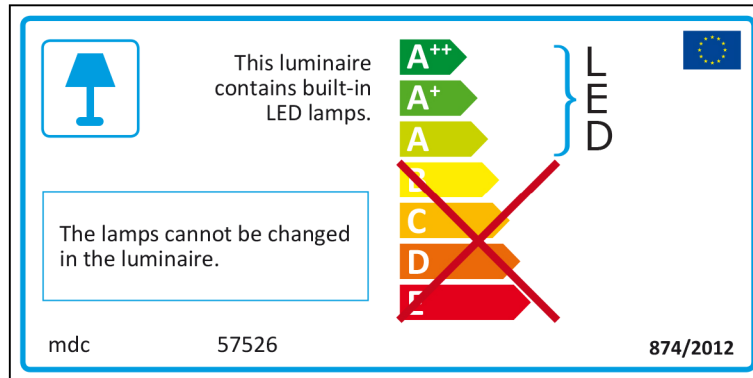 This luminaire
contains built-in
LED lamps.
A++
A+
A
B
C
D
E
L
E
D
The lamps cannot be changed
in the luminaire.
mdc 57526
874/2012